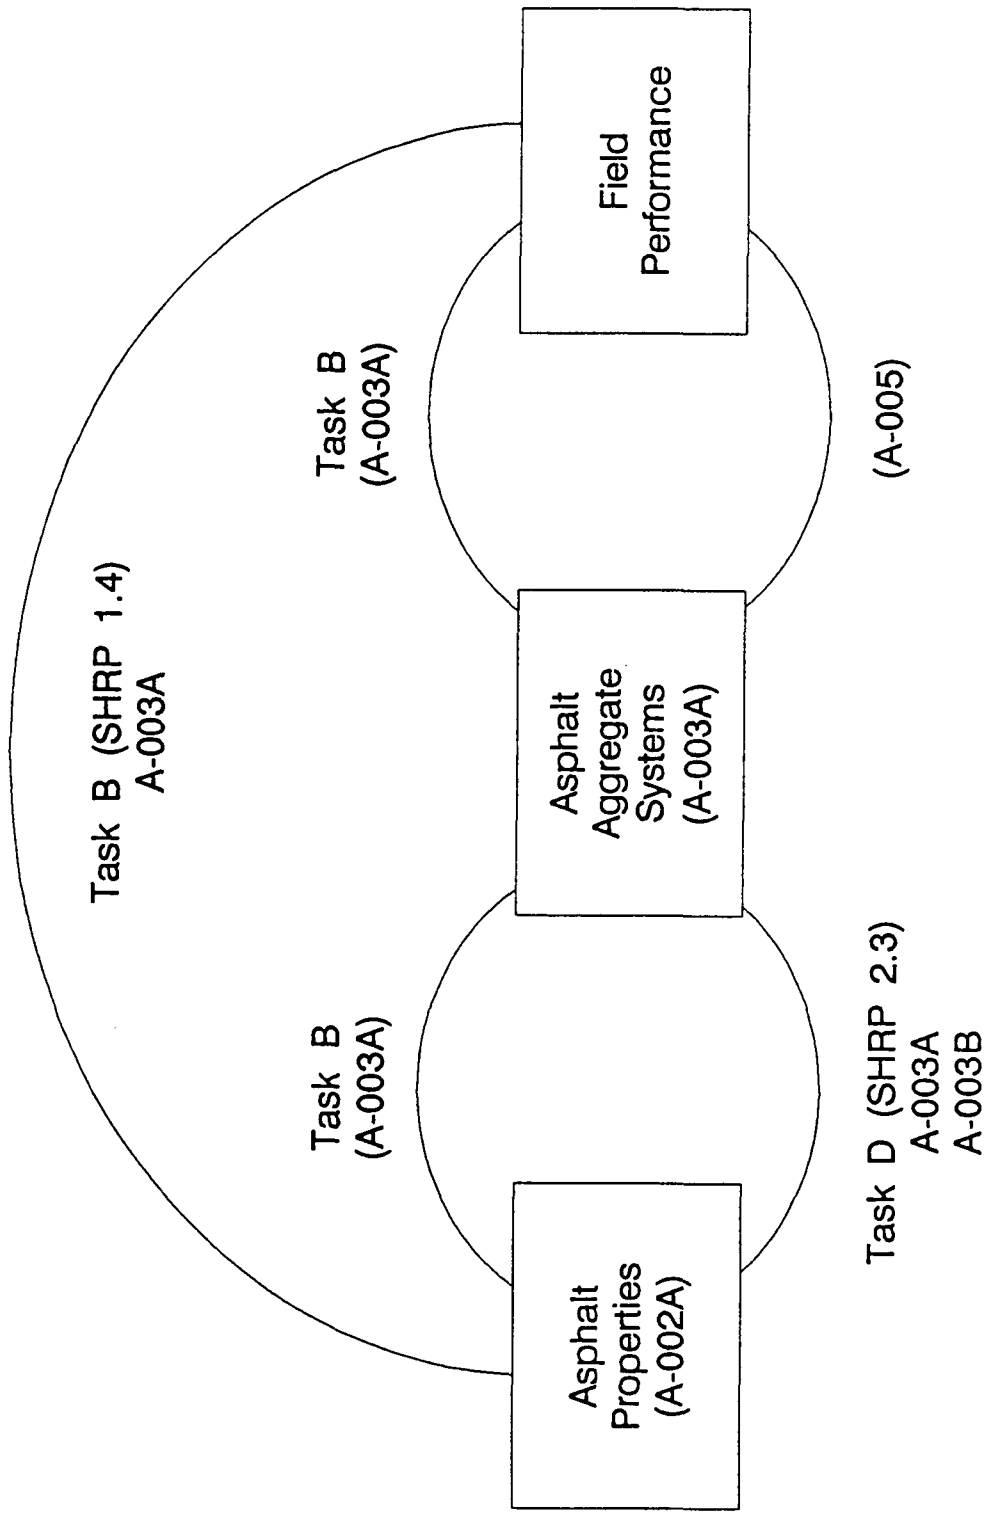 Task B (SHRP 1.4)
A-003A
Task B
(A-003A)
Task B
(A-003A)
Asphalt
Properties
(A-002A)
Asphalt
Aggregate
Systems
(A-003A)
Field
Performance
Task D (SHRP 2.3)
A-003A
A-003B
(A-005)